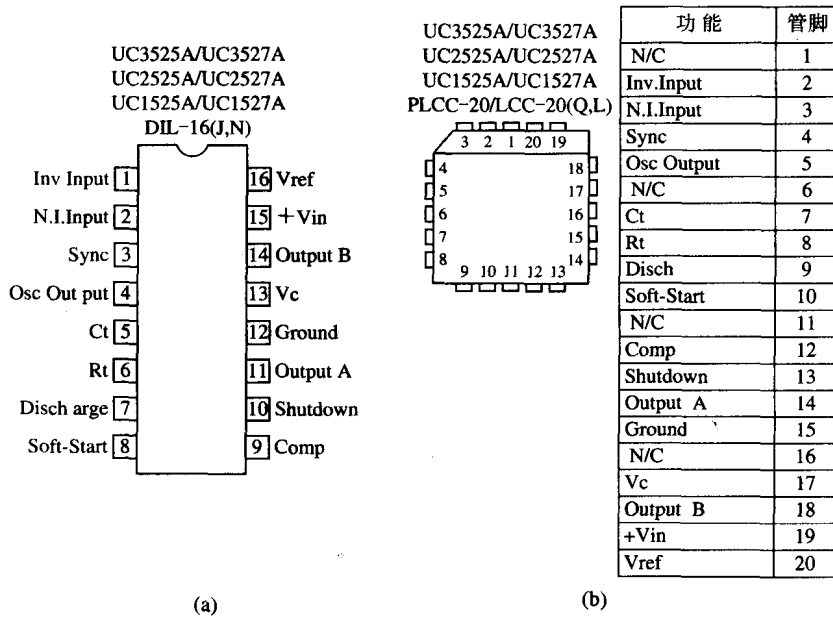 UC3525A/UC3527A
UC2525A/UC2527A
UC1525A/UC1527A
DIL-16(J,N)
Inv Input 1 16 Vref
N.I.Input 2 15 +Vin
Sync 3 14 Output B
Osc Out put 4 13 Vc
Ct 5 12 Ground
Rt 6 11 Output A
Disch arge 7 10 Shutdown
Soft-Start 8 9 Comp
(a)
UC3525A/UC3527A
UC2525A/UC2527A
UC1525A/UC1527A
PLCC-20/LCC-20(Q,L)
3 2 1 20 19
4 18
5 17
6 16
7 15
8 14
9 10 11 12 13
(b)
功能 管脚
N/C 1
Inv.Input 2
N.I.Input 3
Sync 4
Osc Output 5
N/C 6
Ct 7
Rt 8
Disch 9
Soft-Start 10
N/C 11
Comp 12
Shutdown 13
Output A 14
Ground 15
N/C 16
Vc 17
Output B 18
+Vin 19
Vref 20